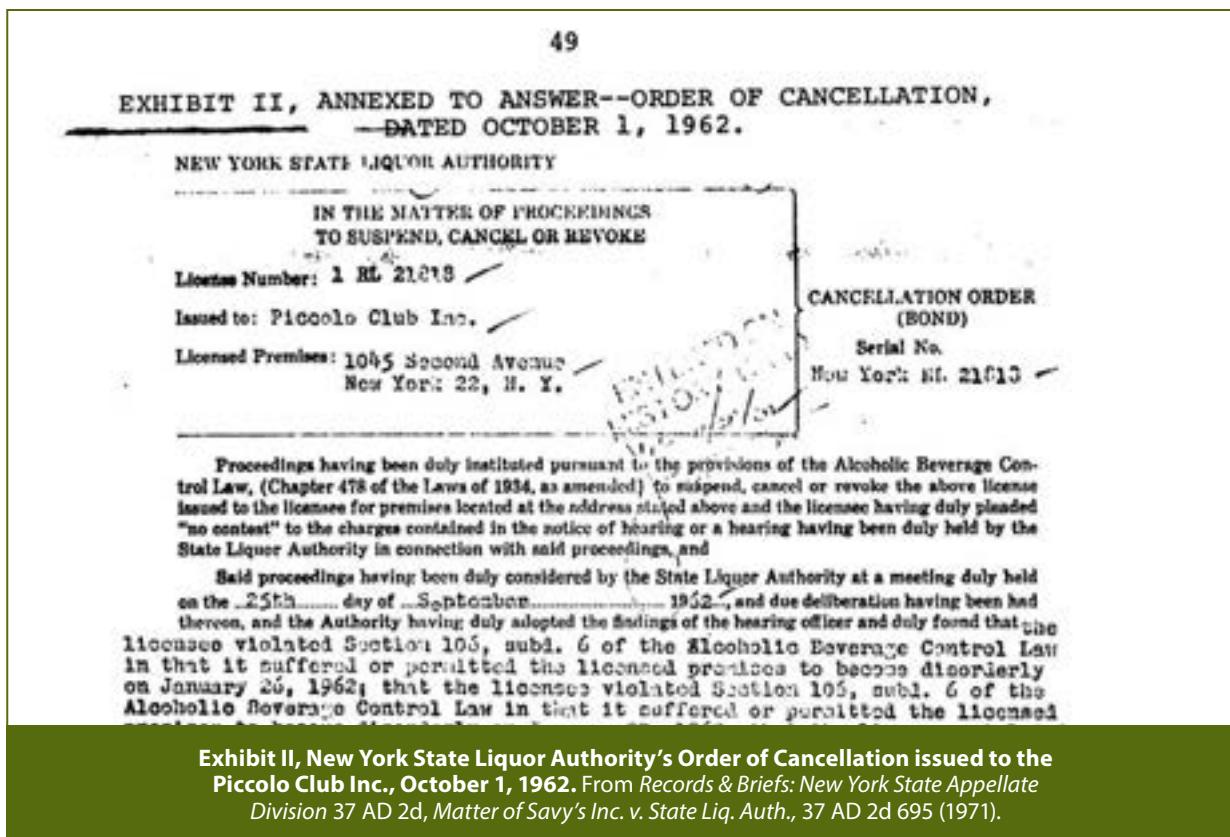 49
EXHIBIT II, ANNEXED TO ANSWER--ORDER OF CANCELLATION,
DATED OCTOBER 1, 1962.
NEW YORK STATE LIQUOR AUTHORITY
IN THE MATTER OF PROCEEDINGS
TO SUSPEND, CANCEL OR REVOKE
License Number: 1 RL
Issued to: Piccolo Club Inc.
Licensed Premises: 1045 Second Avenue
New York 22, N. Y.
CANCELLATION ORDER
(BOND)
Serial No.
New York RL
Proceedings having been duly instituted pursuant to the provisions of the Alcoholic Beverage Con-
trol Law, (Chapter 478 of the Laws of 1934, as amended) to suspend, cancel or revoke the above license
issued to the licensee for premises located at the address stated above and the licensee having duly pleaded
"no contest" to the charges contained in the notice of hearing or a hearing having been duly held by the
State Liquor Authority in connection with said proceedings, and
Said proceedings having been duly considered by the State Liquor Authority at a meeting duly held
on the 25th day of September 1962, and due deliberation having been had
thereon, and the Authority having duly adopted the findings of the hearing officer and duly found that the
licensee violated Section 106, subd. 6 of the Alcoholic Beverage Control Law
in that it suffered or permitted the licensed premises to become disorderly
on January 26, 1962; that the licensee violated Section 106, subd. 6 of the
Alcoholic Beverage Control Law in that it suffered or permitted the licensed
Exhibit II, New York State Liquor Authority's Order of Cancellation issued to the
Piccolo Club Inc., October 1, 1962. From Records & Briefs: New York State Appellate
Division 37 AD 2d, Matter of Savy's Inc. v. State Liq. Auth., 37 AD 2d 695 (1971).